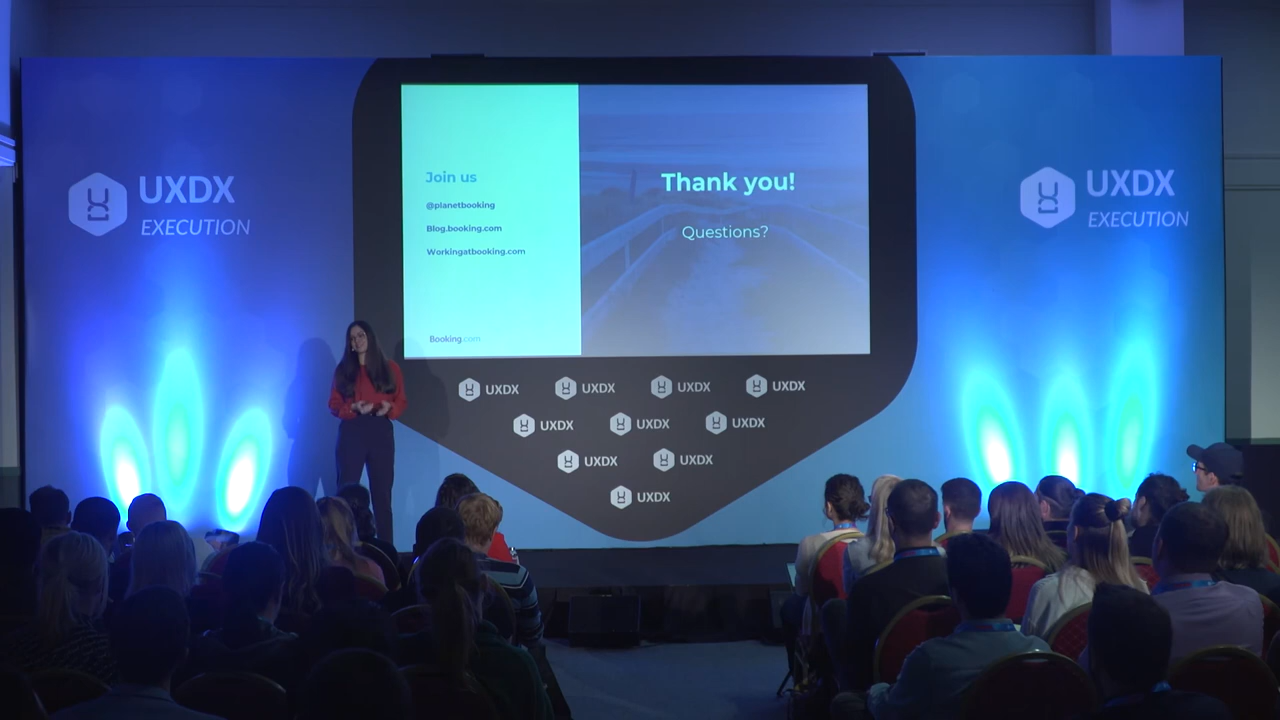 UXDX
EXECUTION
Join us
@planetbooking
Blog.booking.com
Workingatbooking.com
Booking.com
Thank you!
Questions?
UXDX
EXECUTION
UXDX UXDX UXDX UXDX
UXDX UXDX UXDX
UXDX UXDX
UXDX